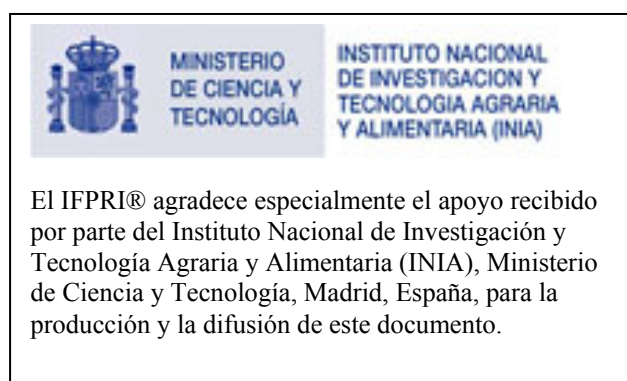 MINISTERIO
DE CIENCIA Y
TECNOLOGÍA
INSTITUTO NACIONAL
DE INVESTIGACION Y
TECNOLOGIA AGRARIA
Y ALIMENTARIA (INIA)
El IFPRI® agradece especialmente el apoyo recibido
por parte del Instituto Nacional de Investigación y
Tecnología Agraria y Alimentaria (INIA), Ministerio
de Ciencia y Tecnología, Madrid, España, para la
producción y la difusión de este documento.